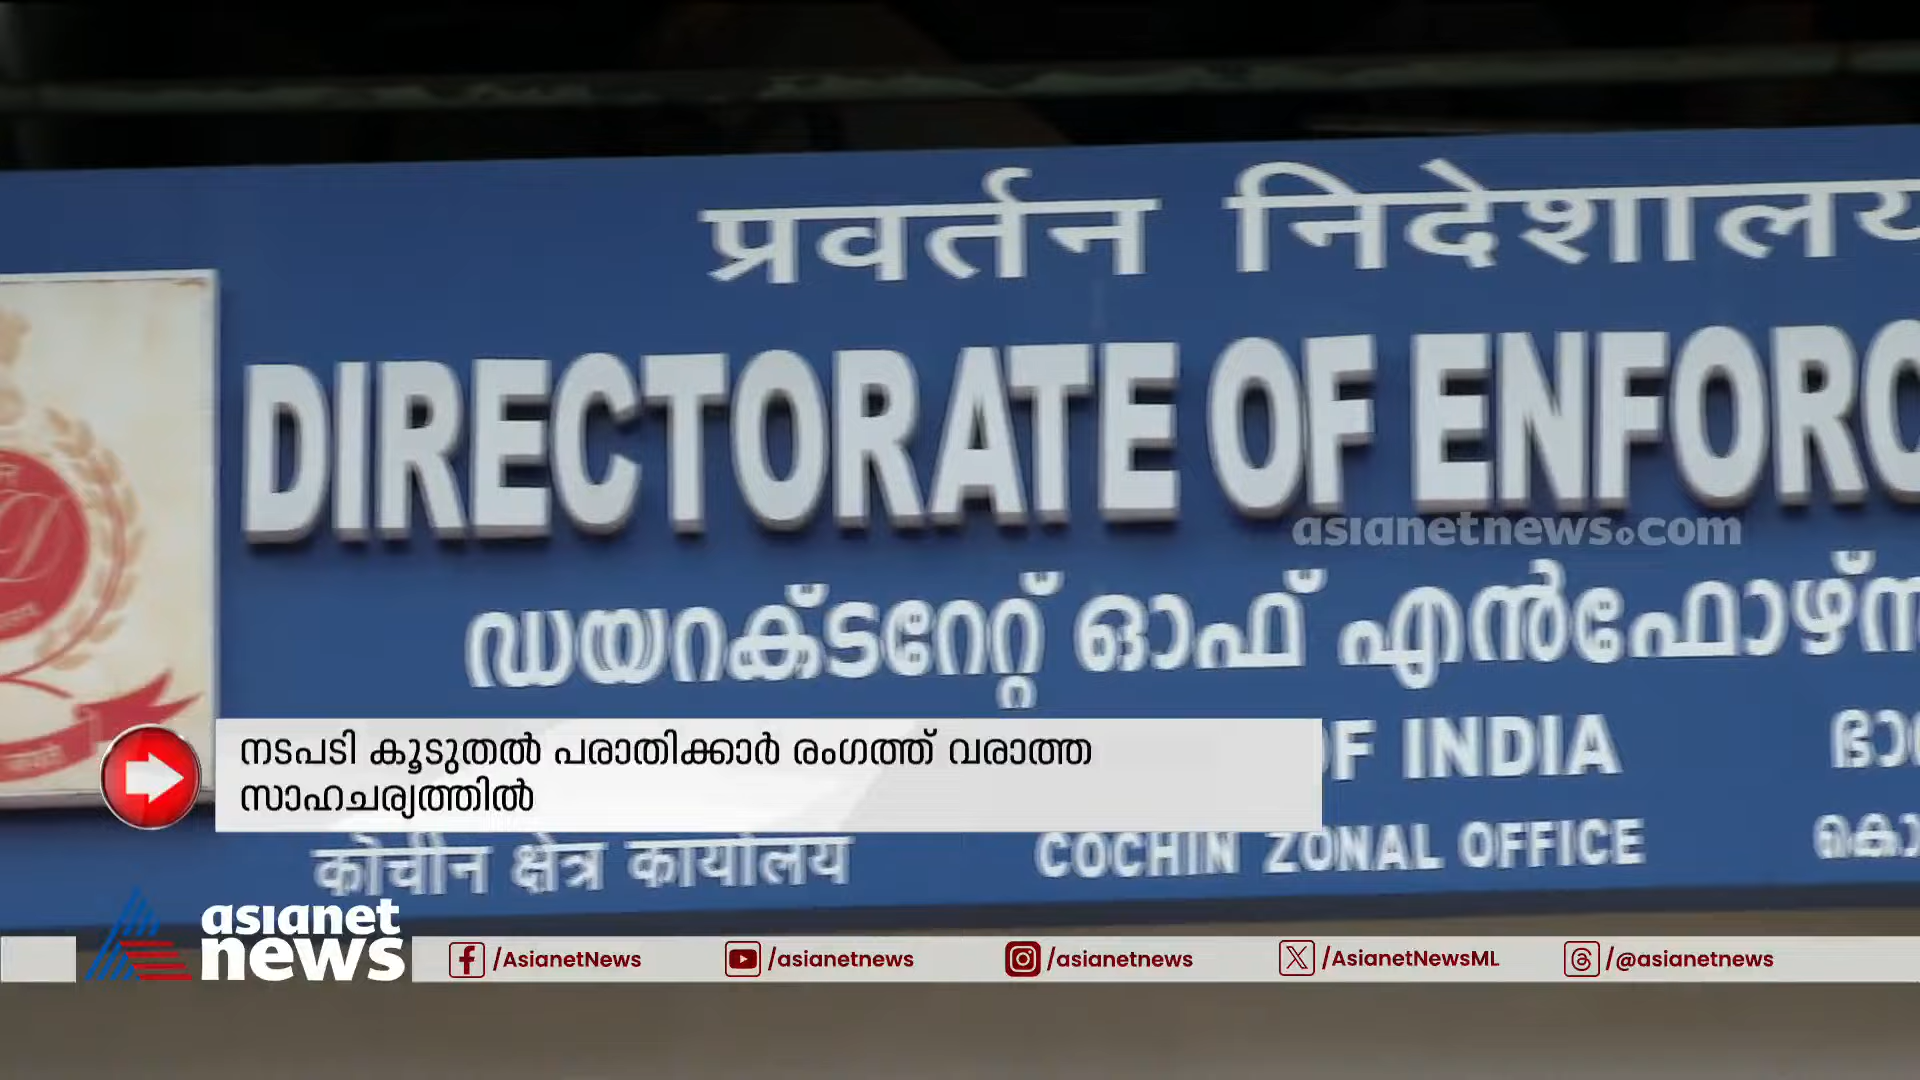 प्रवर्तन निदेशालय
DIRECTORATE OF ENFORC
asianetnews.com
ഡയറക്ടറേറ്റ് ഓഫ് എൻഫോഴ്സ
OF INDIA
ഭാ
നടപടി കൂടുതൽ പരാതിക്കാർ രംഗത്ത് വരാത്ത
സാഹചര്യത്തിൽ
कोचीन क्षेत्र कार्यालय
COCHIN ZONAL OFFICE
കൊ
asianet
news
/AsianetNews
/asianetnews
/asianetnews
/AsianetNewsML
/@asianetnews